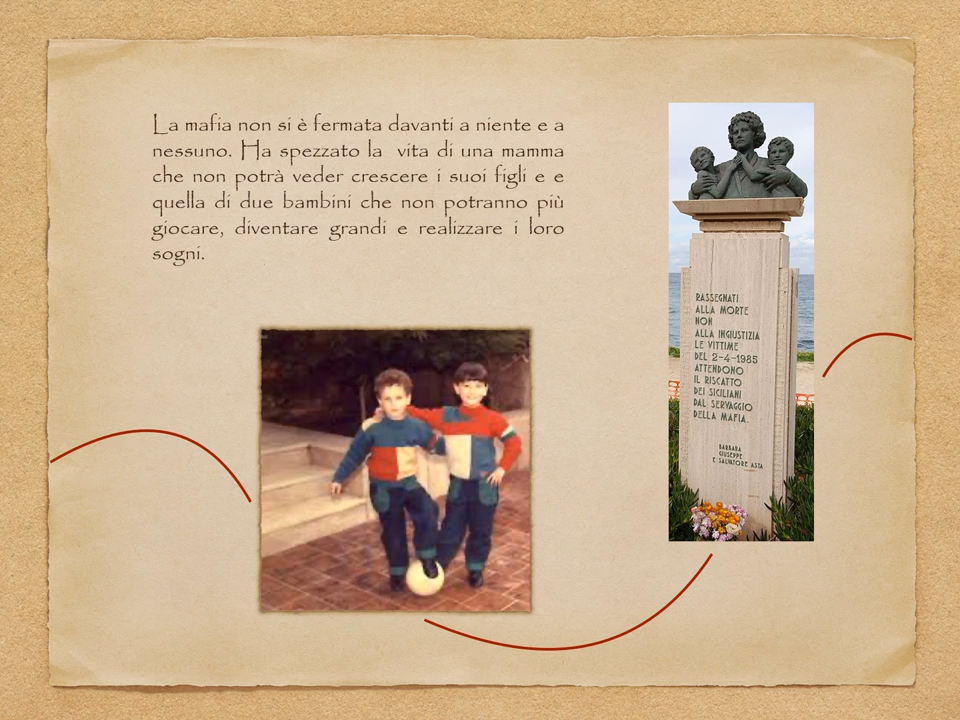 La mafia non si è fermata davanti a niente e a
nessuno. Ha spezzato la vita di una mamma
che non potrà veder crescere i suoi figli e e
quella di due bambini che non potranno più
giocare, diventare grandi e realizzare i loro
sogni.
RASSEGNATI
ALLA MORTE
NON
ALLA INGIUSTIZIA
LE VITTIME
DEL 2-4-1985
ATTENDONO
IL RISCATTO
DEI SICILIANI
DAL SERVAGGIO
DELLA MAFIA.
BARBARA
GIUSEPPE
E SALVATORE ASTA